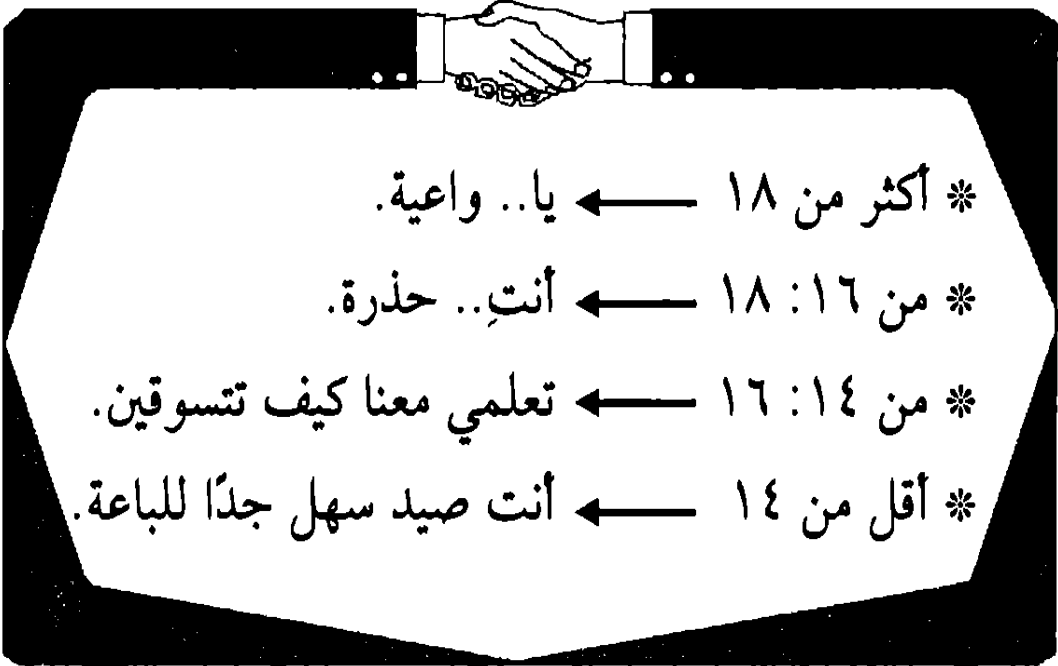 ❊ أكثر من ١٨ ← يا.. واعية.
❊ من ١٦: ١٨ ← أنتِ.. حذرة.
❊ من ١٤: ١٦ ← تعلمي معنا كيف تتسوقين.
❊ أقل من ١٤ ← أنت صيد سهل جدًا للباعة.